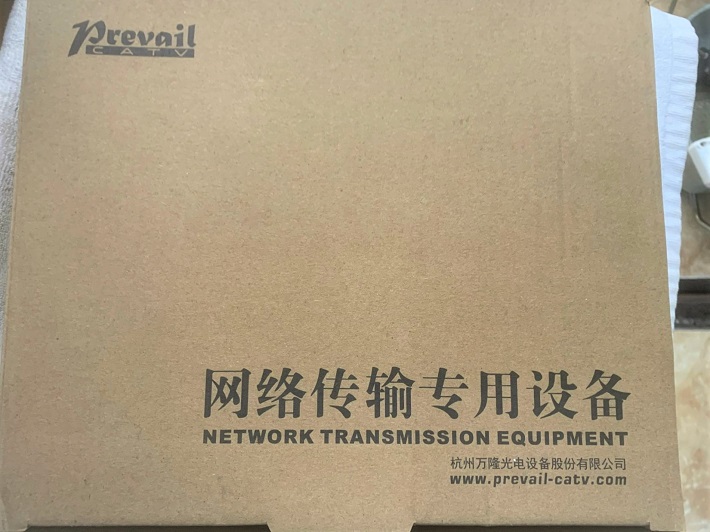 Prevail
CATV
网络传输专用设备
NETWORK TRANSMISSION EQUIPMENT
杭州万隆光电设备股份有限公司
www.prevail-catv.com